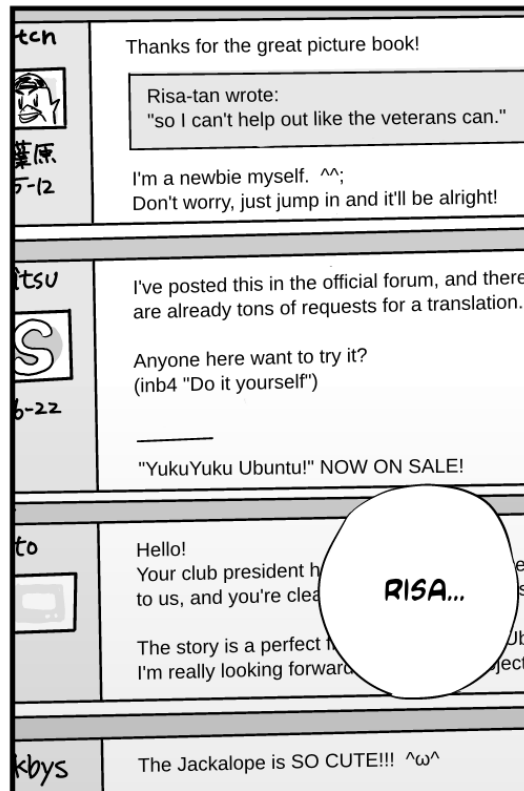 tch
葉原
5-12
Thanks for the great picture book!
Risa-tan wrote:
"so I can't help out like the veterans can."
I'm a newbie myself. ^^;
Don't worry, just jump in and it'll be alright!
itsu
S
6-22
I've posted this in the official forum, and there
are already tons of requests for a translation.
Anyone here want to try it?
(inb4 "Do it yourself")
"YukuYuku Ubuntu!" NOW ON SALE!
to
Hello!
Your club president h
to us, and you're clea
RISA...
The story is a perfect
I'm really looking forward
Ub
ject
kbys
The Jackalope is SO CUTE!!! ^ω^